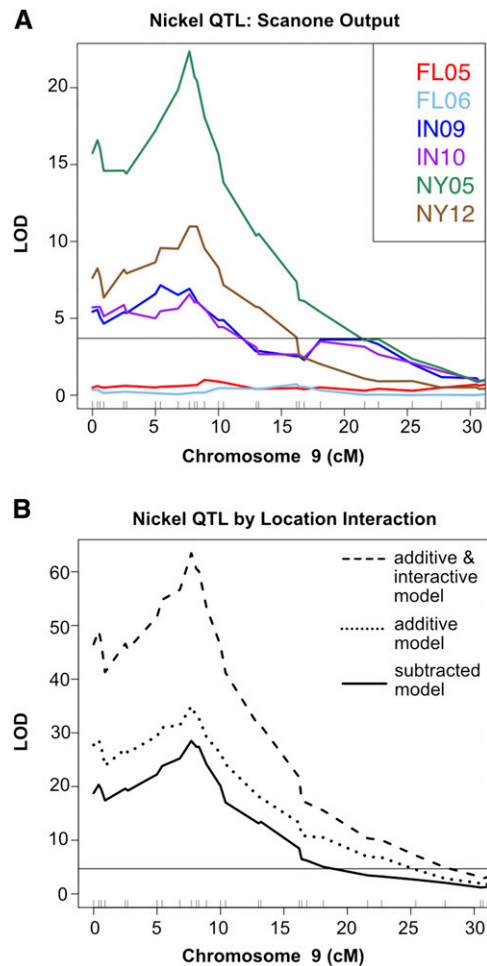 A
Nickel QTL: Scanone Output
LOD
20
15
10
5
0
FL05
FL06
IN09
IN10
NY05
NY12
0 5 10 15 20 25 30
Chromosome 9 (cM)
B
Nickel QTL by Location Interaction
LOD
60
50
40
30
20
10
0
additive &
interactive
model
additive
model
subtracted
model
0 5 10 15 20 25 30
Chromosome 9 (cM)